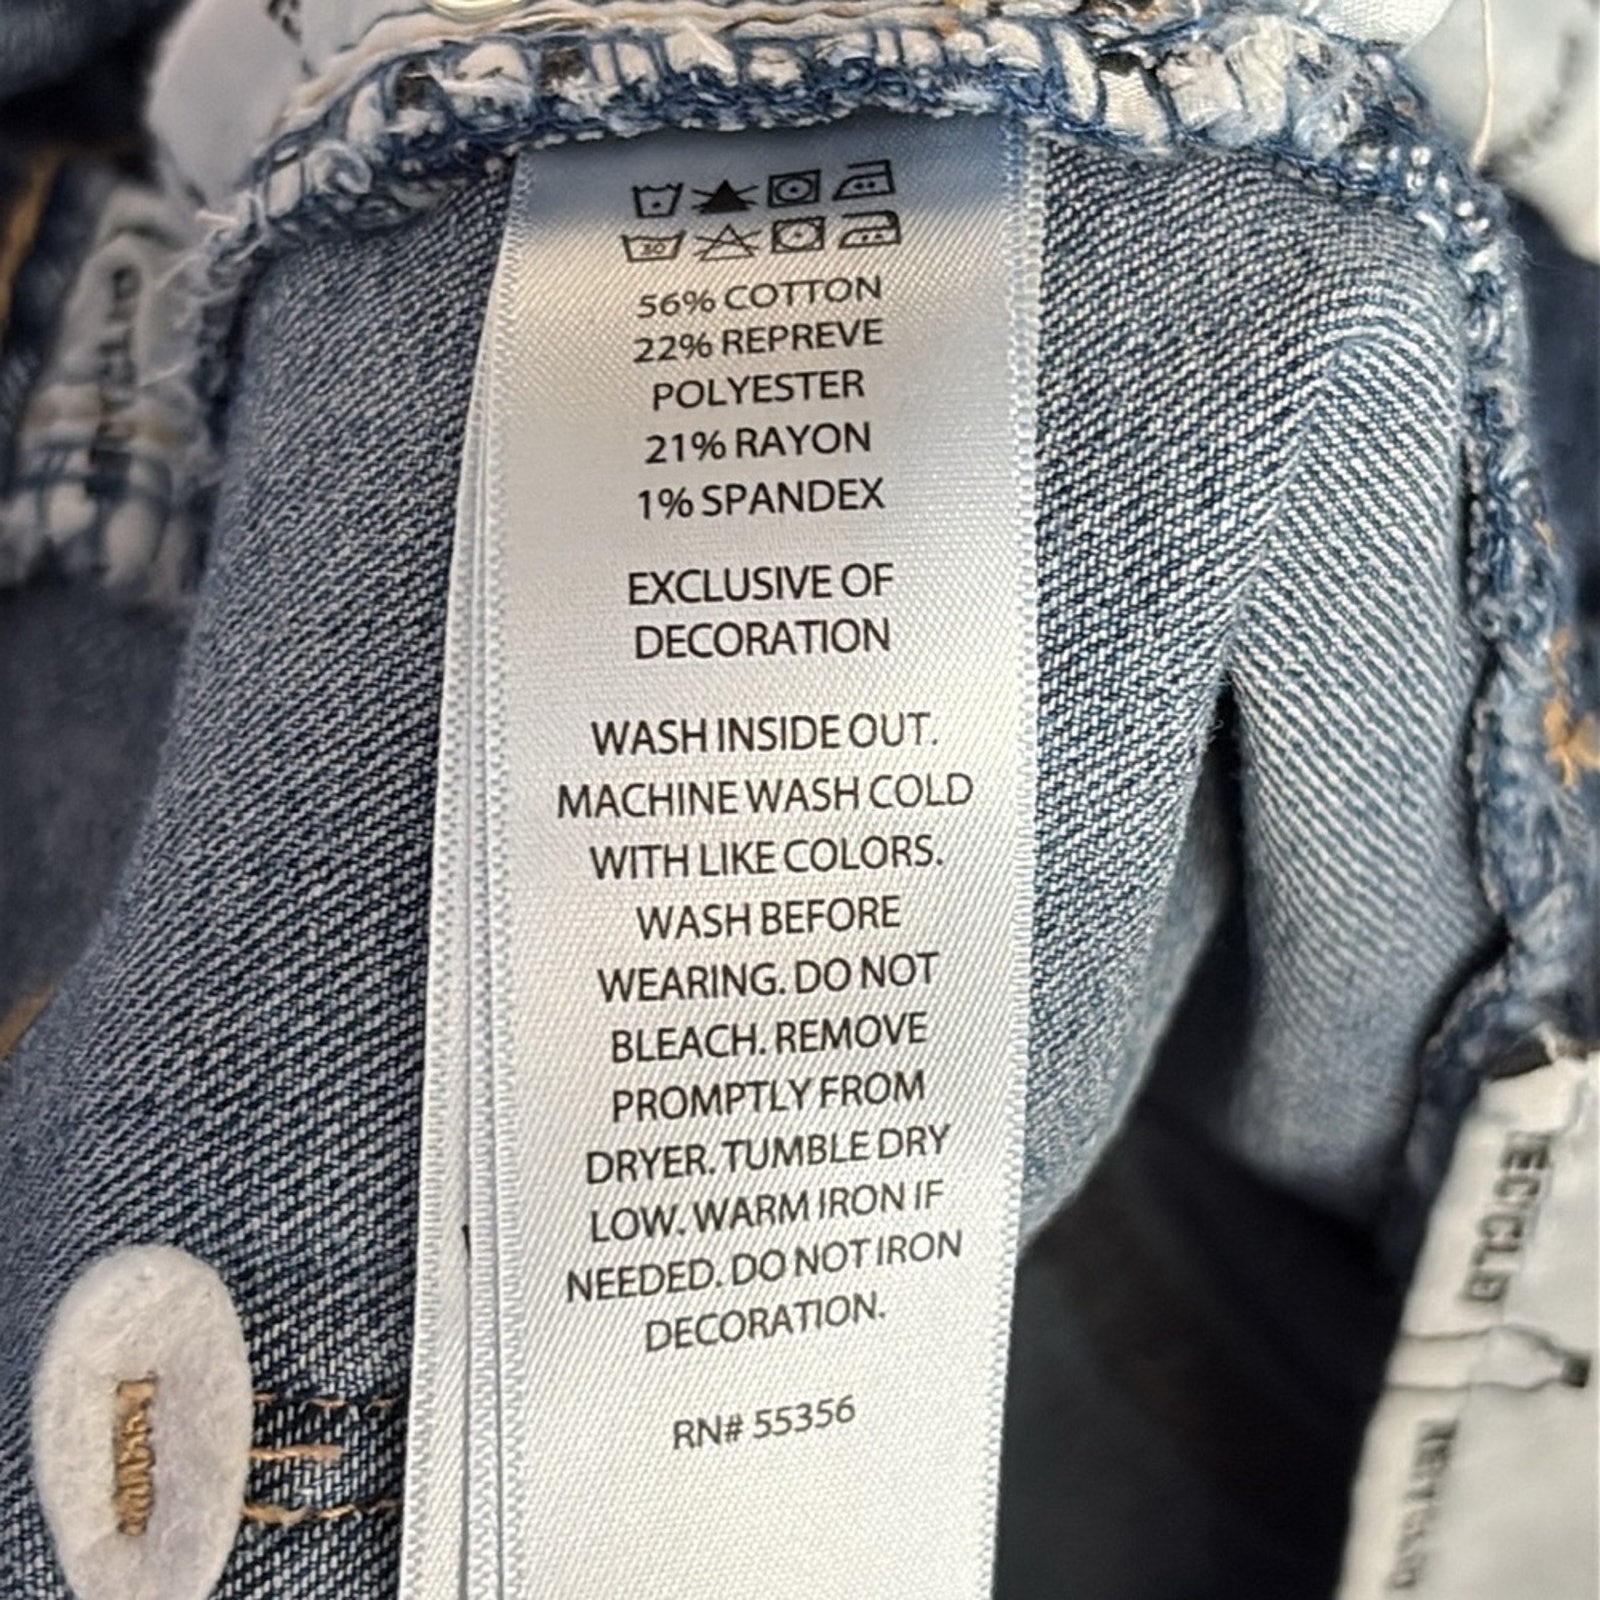 30
56% COTTON
22% REPREVE
POLYESTER
21% RAYON
1% SPANDEX
EXCLUSIVE OF
DECORATION
WASH INSIDE OUT.
MACHINE WASH COLD
WITH LIKE COLORS.
WASH BEFORE
WEARING. DO NOT
BLEACH. REMOVE
PROMPTLY FROM
DRYER. TUMBLE DRY
LOW. WARM IRON IF
NEEDED. DO NOT IRON
DECORATION.
RN# 55356